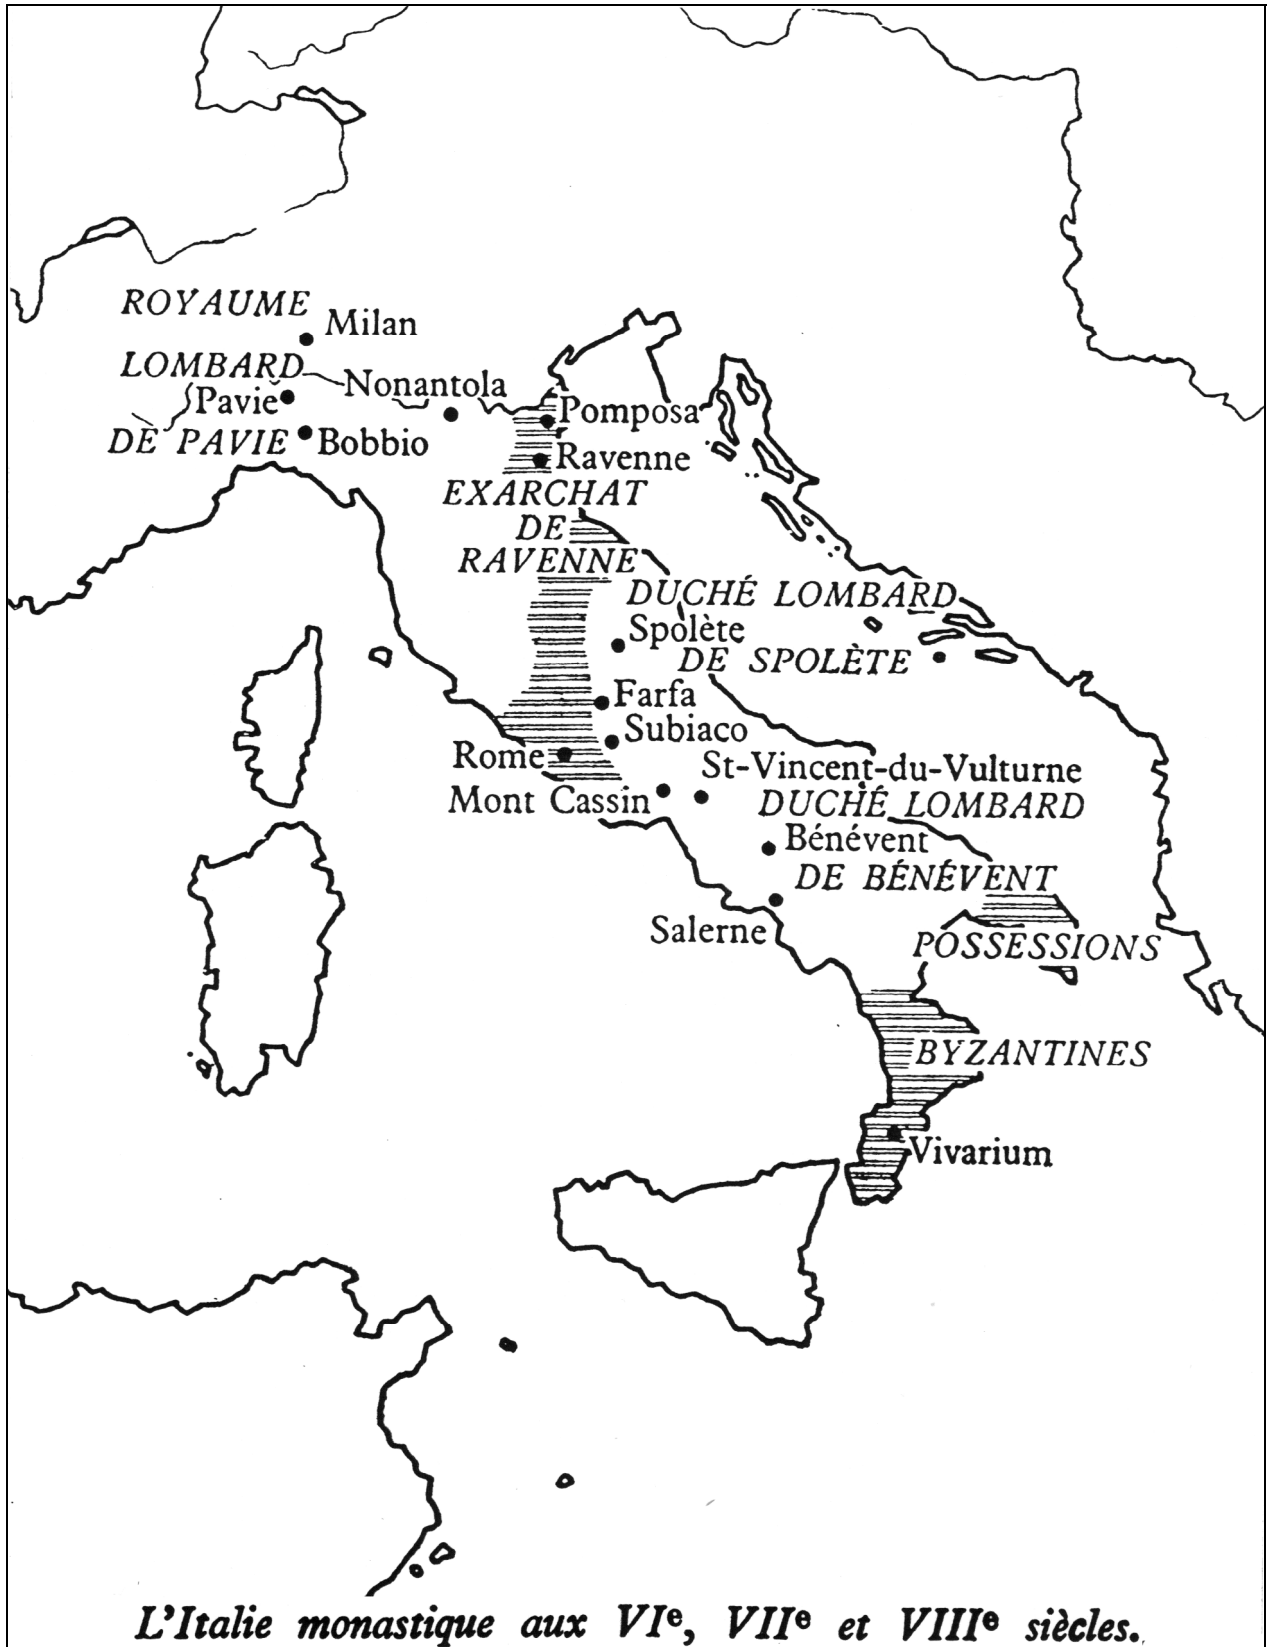 ROYAUME
Milan
LOMBARD
Nonantola
Pavie
Pomposa
DE PAVIE
Bobbio
Ravenne
EXARCHAT
DE
RAVENNE
DUCHÉ LOMBARD
Spolète
DE SPOLÈTE
Farfa
Subiaco
Rome
St-Vincent-du-Vulturne
Mont Cassin
DUCHÉ LOMBARD
Bénévent
DE BÉNÉVENT
Salerne
POSSESSIONS
BYZANTINES
Vivarium
L'Italie monastique aux VIe, VIIe et VIIIe siècles.